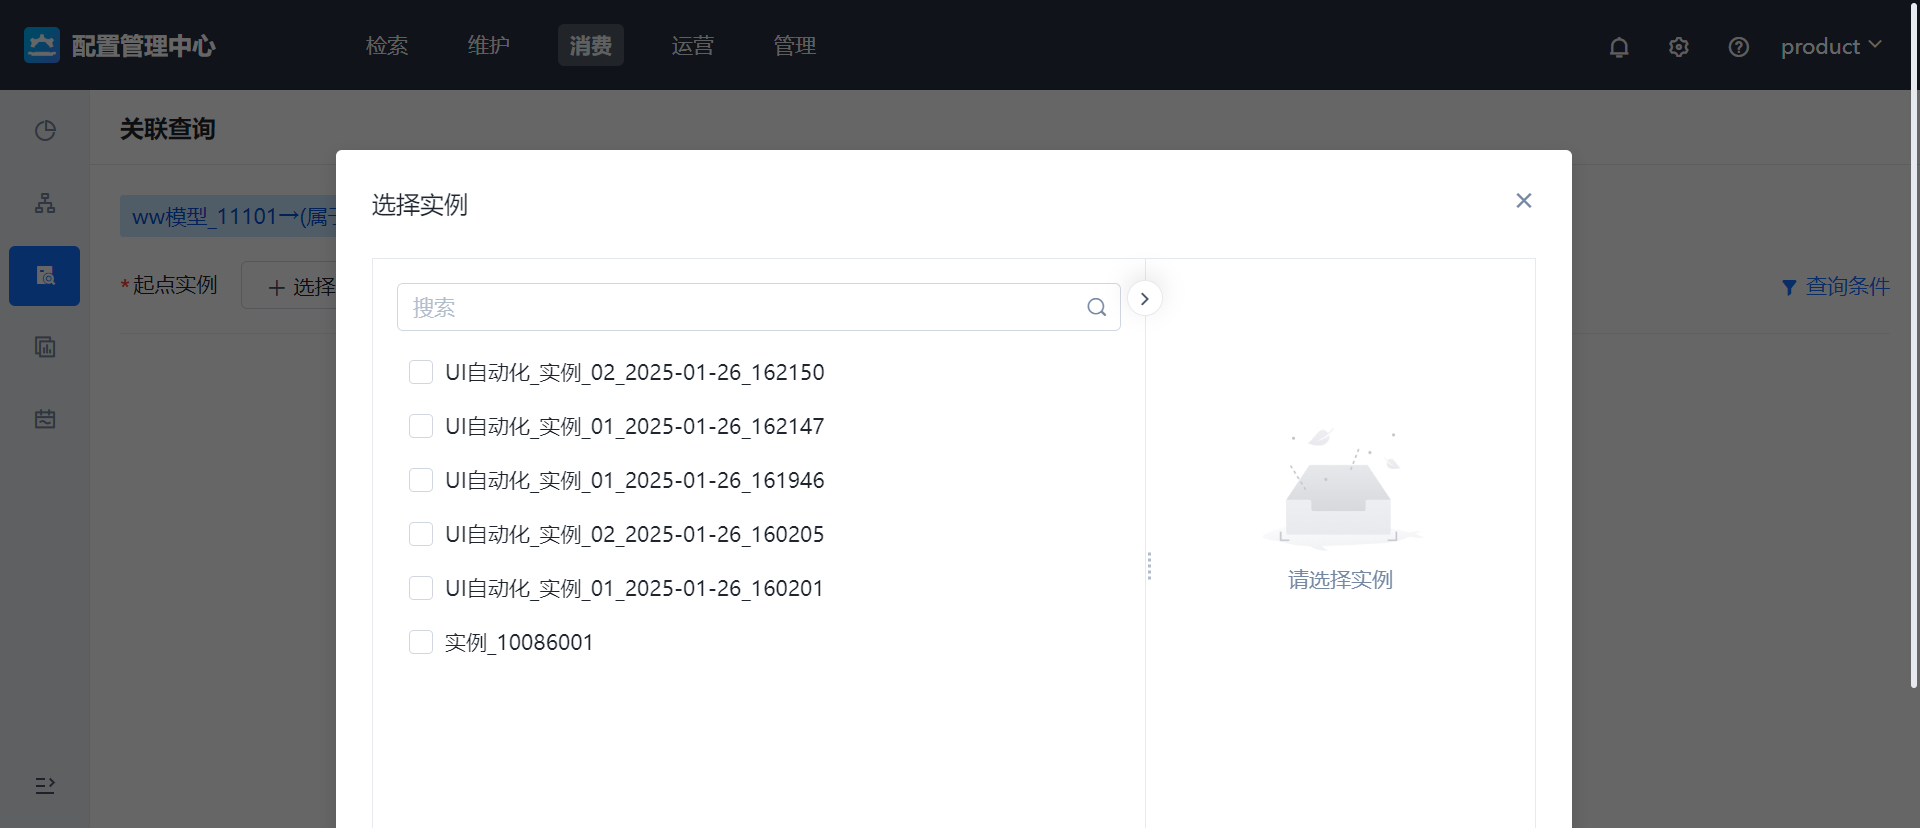 配置管理中心
检索
维护
消费
运营
管理
product
关联查询
ww模型_11101→(属于
*起点实例
+ 选择
查询条件
选择实例
搜索
UI自动化_实例_02_2025-01-26_162150
UI自动化_实例_01_2025-01-26_162147
UI自动化_实例_01_2025-01-26_161946
UI自动化_实例_02_2025-01-26_160205
UI自动化_实例_01_2025-01-26_160201
实例_10086001
请选择实例